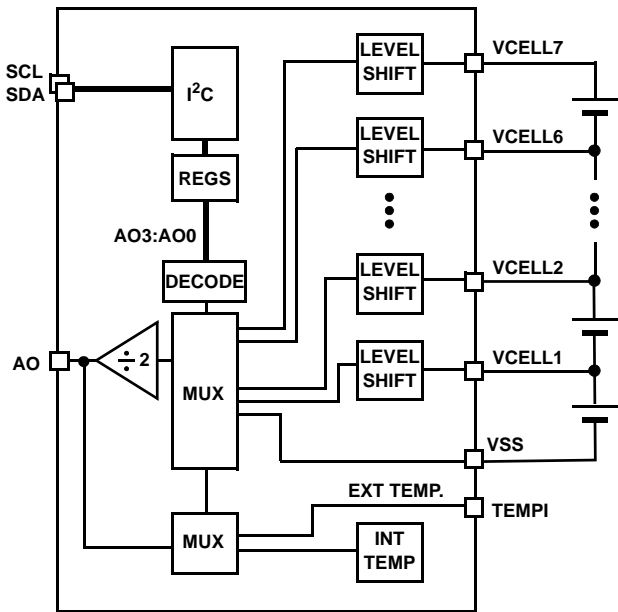 SCL
SDA
I²C
REGS
AO3:AO0
DECODE
AO
÷ 2
MUX
MUX
LEVEL
SHIFT
VCELL7
LEVEL
SHIFT
VCELL6
LEVEL
SHIFT
VCELL2
LEVEL
SHIFT
VCELL1
VSS
EXT TEMP.
TEMPI
INT
TEMP